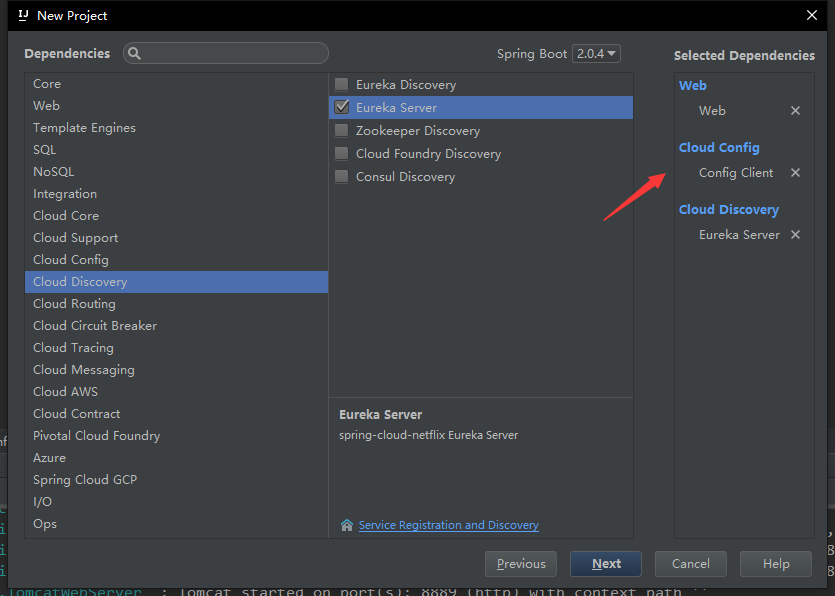 New Project
Dependencies
Spring Boot 2.0.4
Selected Dependencies
Core
Web
Template Engines
SQL
NoSQL
Integration
Cloud Core
Cloud Support
Cloud Config
Cloud Discovery
Cloud Routing
Cloud Circuit Breaker
Cloud Tracing
Cloud Messaging
Cloud AWS
Cloud Contract
Pivotal Cloud Foundry
Azure
Spring Cloud GCP
I/O
Ops
Eureka Discovery
Eureka Server
Zookeeper Discovery
Cloud Foundry Discovery
Consul Discovery
Eureka Server
spring-cloud-netflix Eureka Server
Service Registration and Discovery
Web
Web
Cloud Config
Config Client
Cloud Discovery
Eureka Server
Previous
Next
Cancel
Help
TomcatWebServer : Tomcat started on port(s): 8889 (http) with context path ''